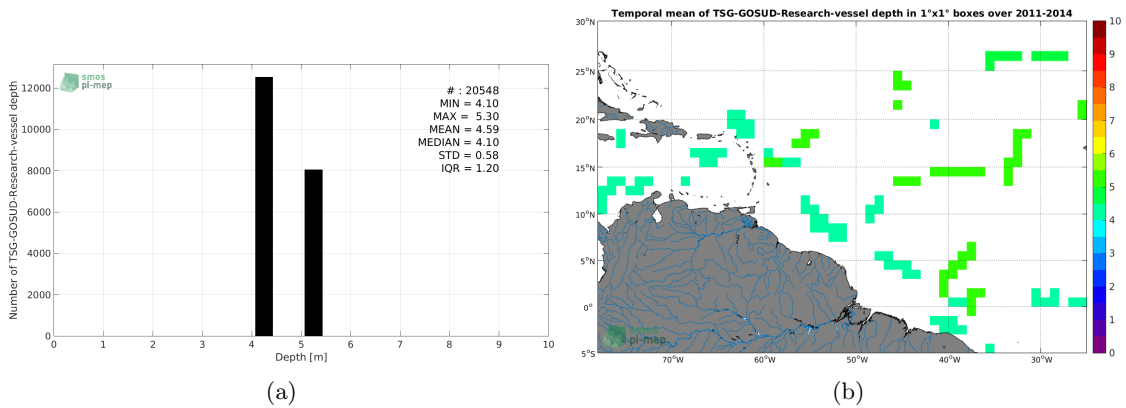 smos
pi-mep
Number of TSG-GOSUD-Research-vessel depth
12000
10000
8000
6000
4000
2000
0
# : 20548
MIN = 4.10
MAX = 5.30
MEAN = 4.59
MEDIAN = 4.10
STD = 0.58
IQR = 1.20
0 1 2 3 4 5 6 7 8 9 10
Depth [m]
(a)
Temporal mean of TSG-GOSUD-Research-vessel depth in 1°x1° boxes over 2011-2014
30°N
25°N
20°N
15°N
10°N
5°N
0°
5°S
smos
pi-mep
70°W 60°W 50°W 40°W 30°W
10
9
8
7
6
5
4
3
2
1
0
(b)